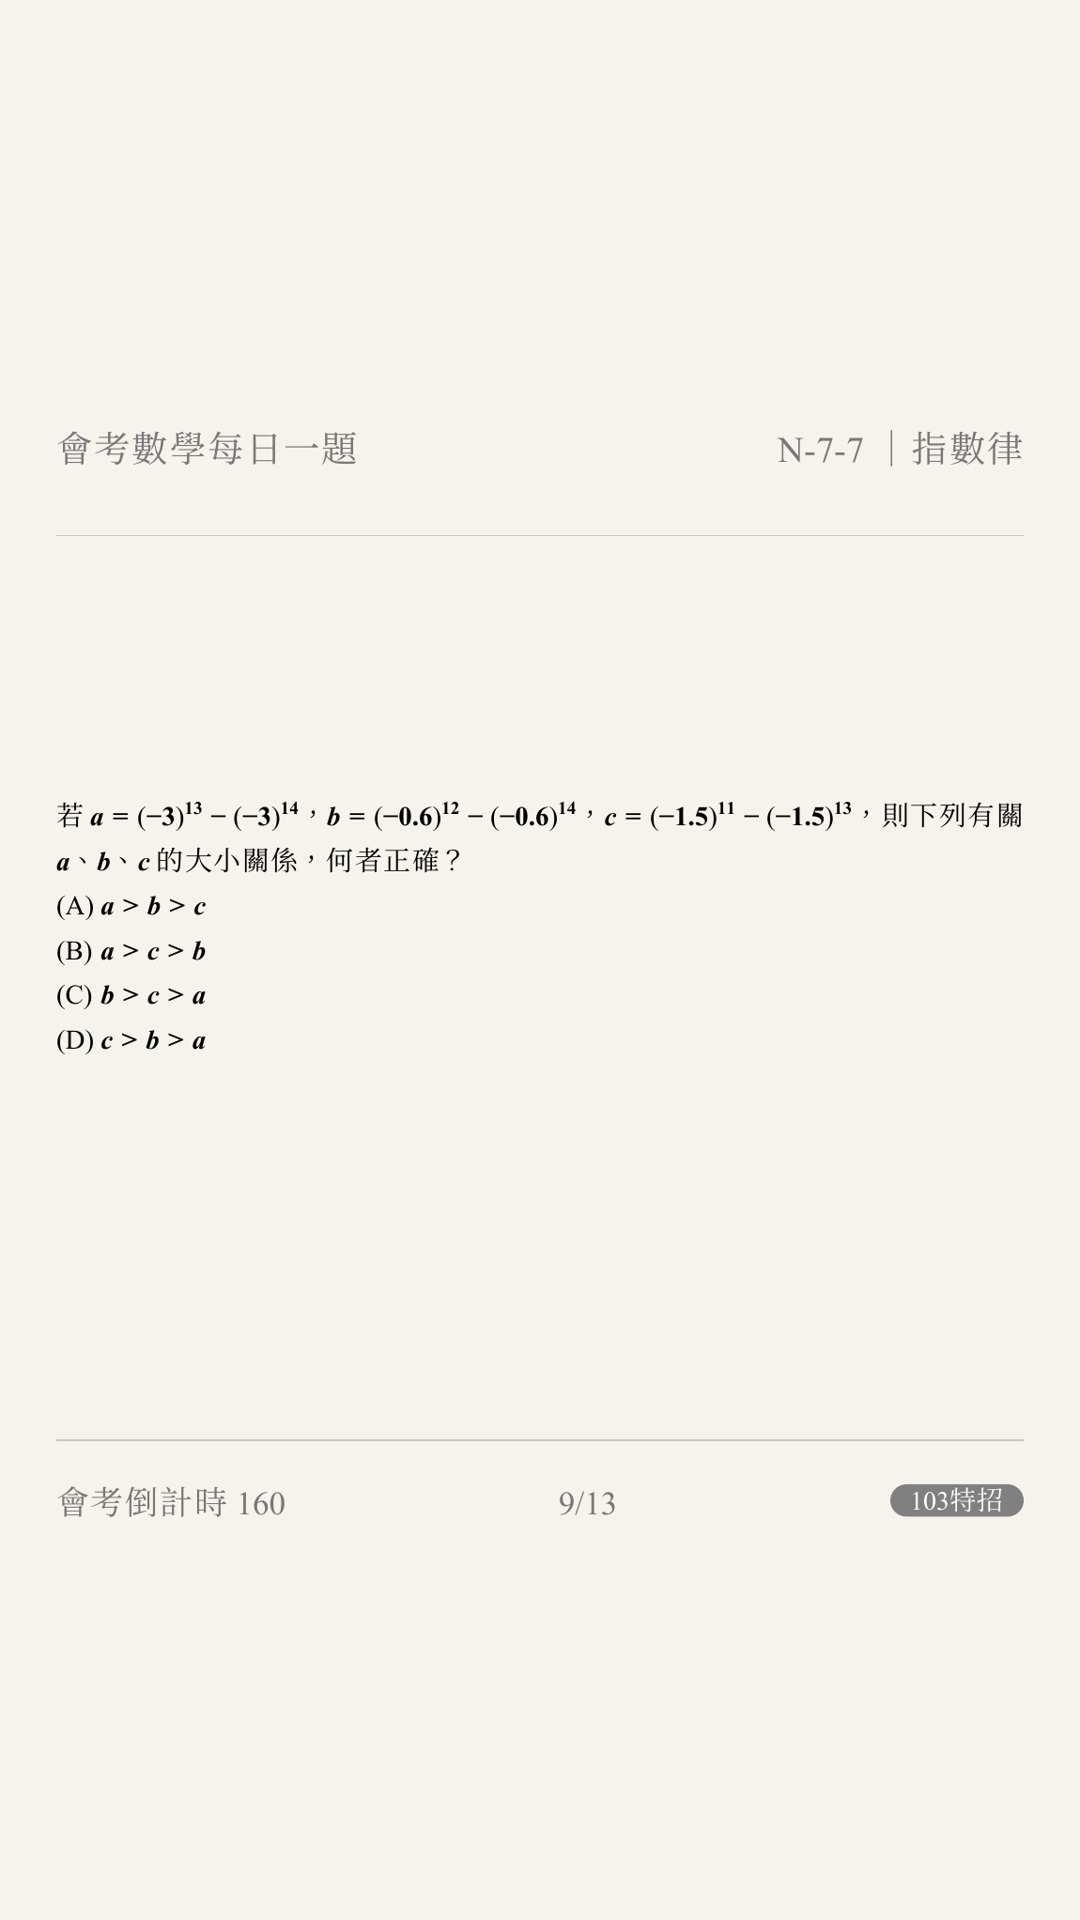 會考數學每日一題
N-7-7 ｜指數律
若 a = (−3)¹³ − (−3)¹⁴，b = (−0.6)¹² − (−0.6)¹⁴，c = (−1.5)¹¹ − (−1.5)¹³，則下列有關
a、b、c 的大小關係，何者正確？
(A) a > b > c
(B) a > c > b
(C) b > c > a
(D) c > b > a
會考倒計時 160
9/13
103特招